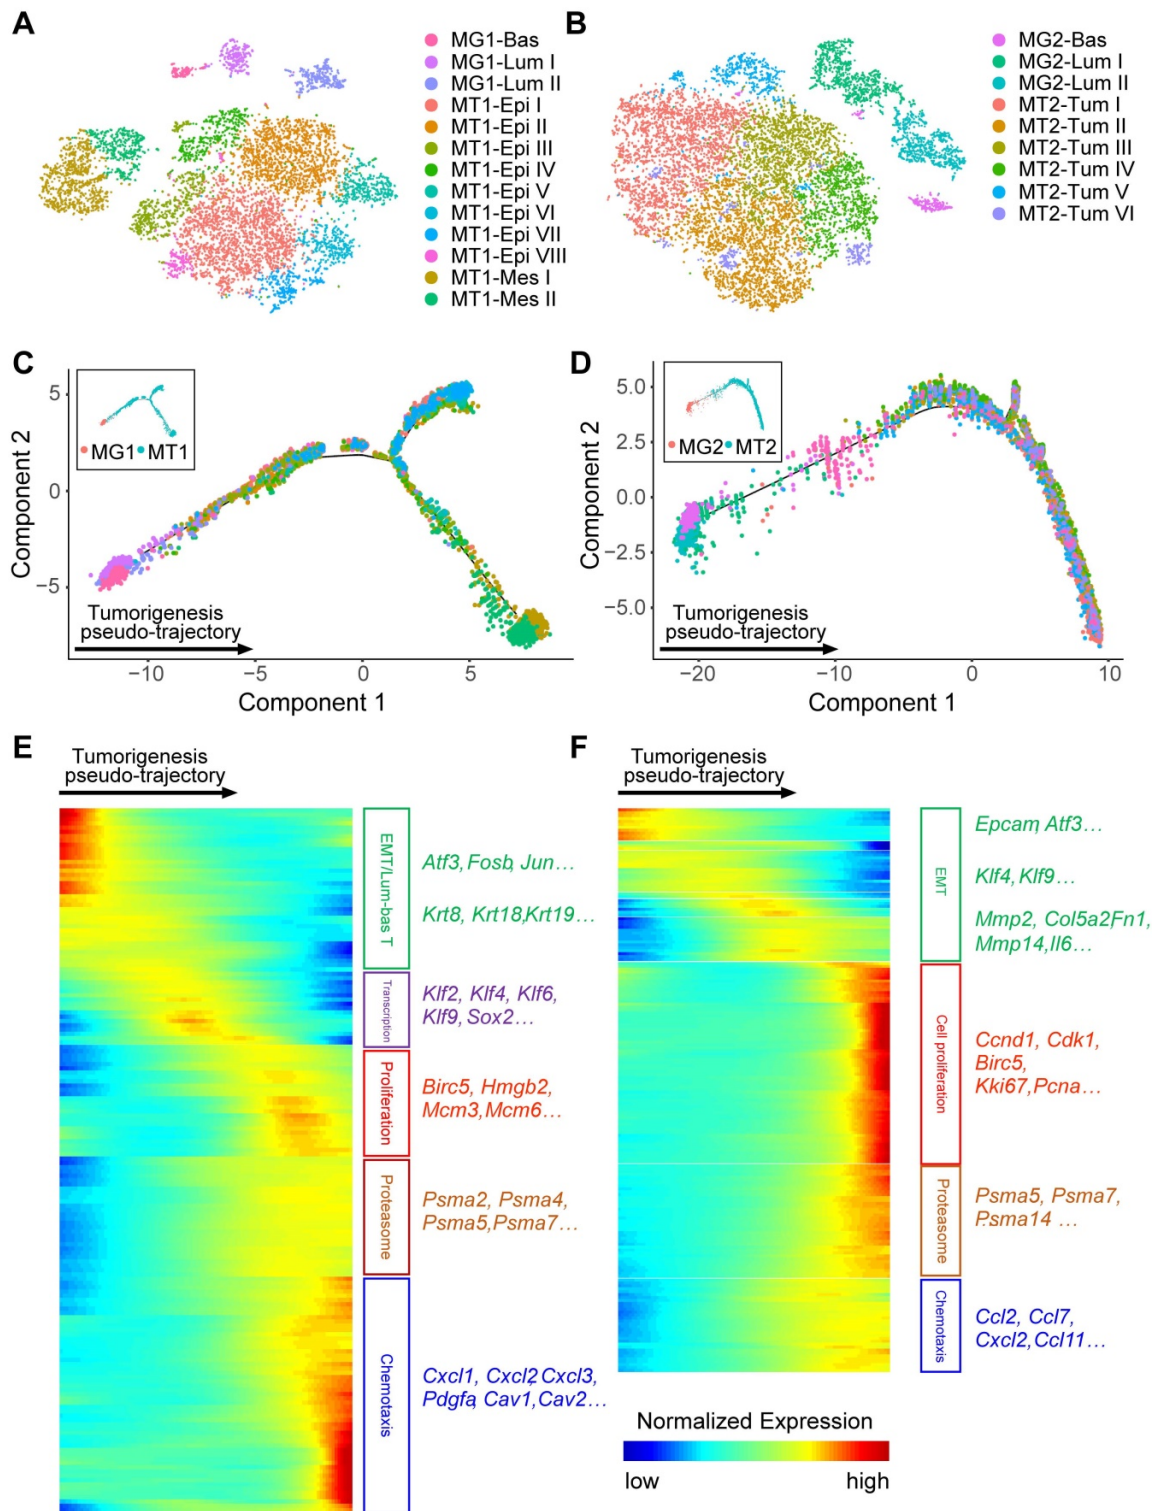 A
MG1-Bas
MG1-Lum I
MG1-Lum II
MT1-Epi I
MT1-Epi II
MT1-Epi III
MT1-Epi IV
MT1-Epi V
MT1-Epi VI
MT1-Epi VII
MT1-Epi VIII
MT1-Mes I
MT1-Mes II
B
MG2-Bas
MG2-Lum I
MG2-Lum II
MT2-Tum I
MT2-Tum II
MT2-Tum III
MT2-Tum IV
MT2-Tum V
MT2-Tum VI
C
Component 2
5
0
−5
MG1 MT1
Tumorigenesis
pseudo-trajectory
−10 −5 0 5
Component 1
D
Component 2
5.0
2.5
0.0
−2.5
−5.0
MG2 MT2
Tumorigenesis
pseudo-trajectory
−20 −10 0 10
Component 1
E
Tumorigenesis
pseudo-trajectory
EMT/Lum-bas T
Atf3, Fosb, Jun...
Krt8, Krt18,Krt19...
Transcription
Klf2, Klf4, Klf6,
Klf9, Sox2...
Proliferation
Birc5, Hmgb2,
Mcm3,Mcm6...
Proteasome
Psma2, Psma4,
Psma5,Psma7...
Chemotaxis
Cxcl1, Cxcl2, Cxcl3,
Pdgfa, Cav1,Cav2...
F
Tumorigenesis
pseudo-trajectory
EMT
Epcam, Atf3...
Klf4, Klf9...
Mmp2, Col5a2,Fn1,
Mmp14,Il6...
Cell proliferation
Ccnd1, Cdk1,
Birc5,
Kki67,Pcna...
Proteasome
Psma5, Psma7,
Psma14 ...
Chemotaxis
Ccl2, Ccl7,
Cxcl2,Ccl11...
Normalized Expression
low high